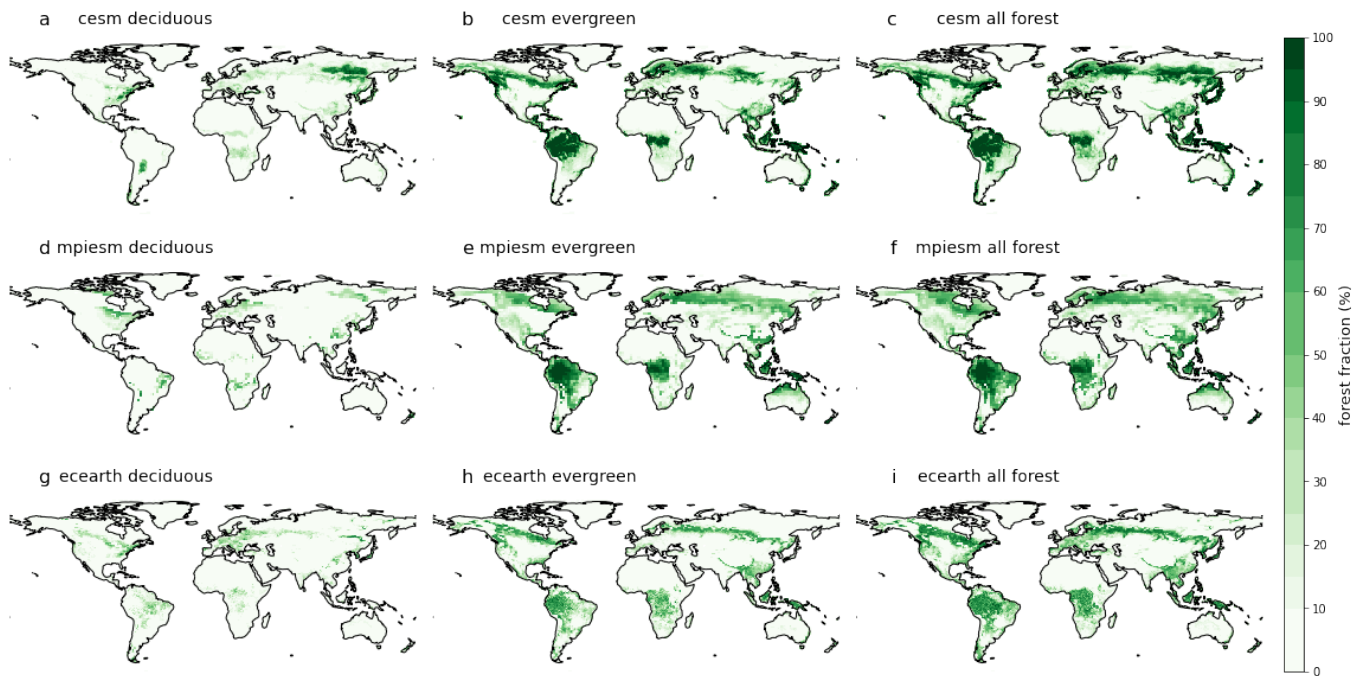 a cesm deciduous
b cesm evergreen
c cesm all forest
d mpiesm deciduous
e mpiesm evergreen
f mpiesm all forest
g ecearth deciduous
h ecearth evergreen
i ecearth all forest
100
90
80
70
60
50
40
30
20
10
0
forest fraction (%)